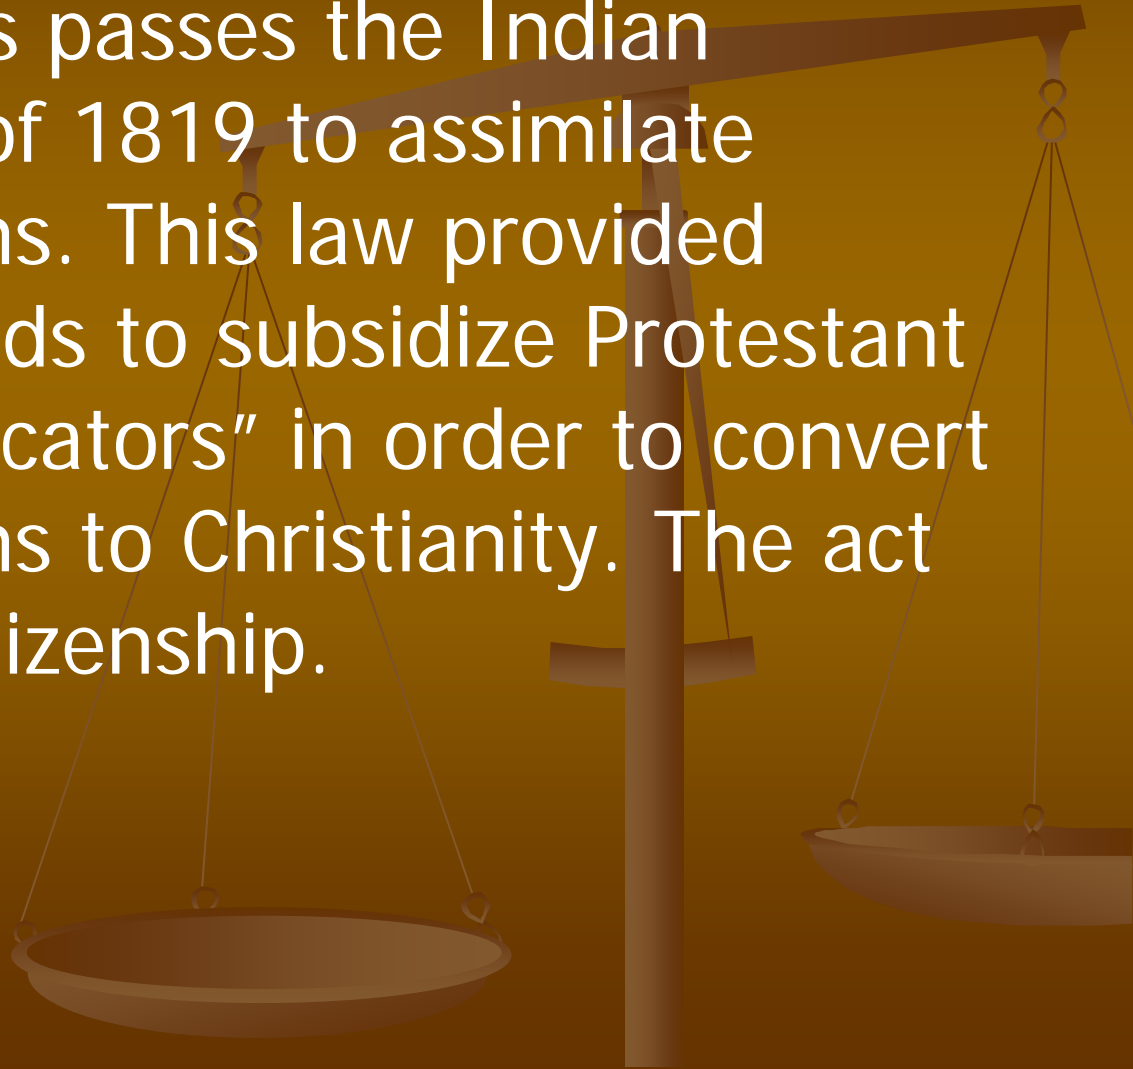 s passes the Indian
of 1819 to assimilate
ns. This law provided
ds to subsidize Protestant
cators” in order to convert
ns to Christianity. The act
izenship.